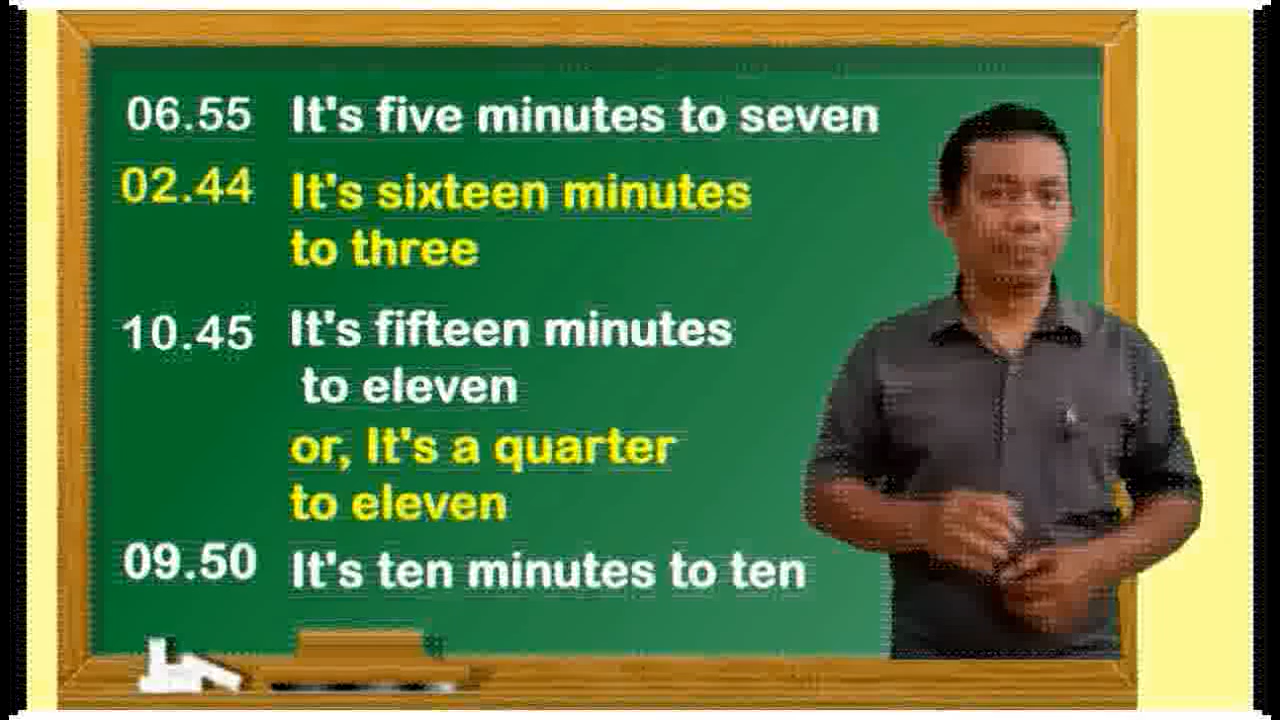 06.55 It's five minutes to seven
02.44 It's sixteen minutes
to three
10.45 It's fifteen minutes
to eleven
or, It's a quarter
to eleven
09.50 It's ten minutes to ten